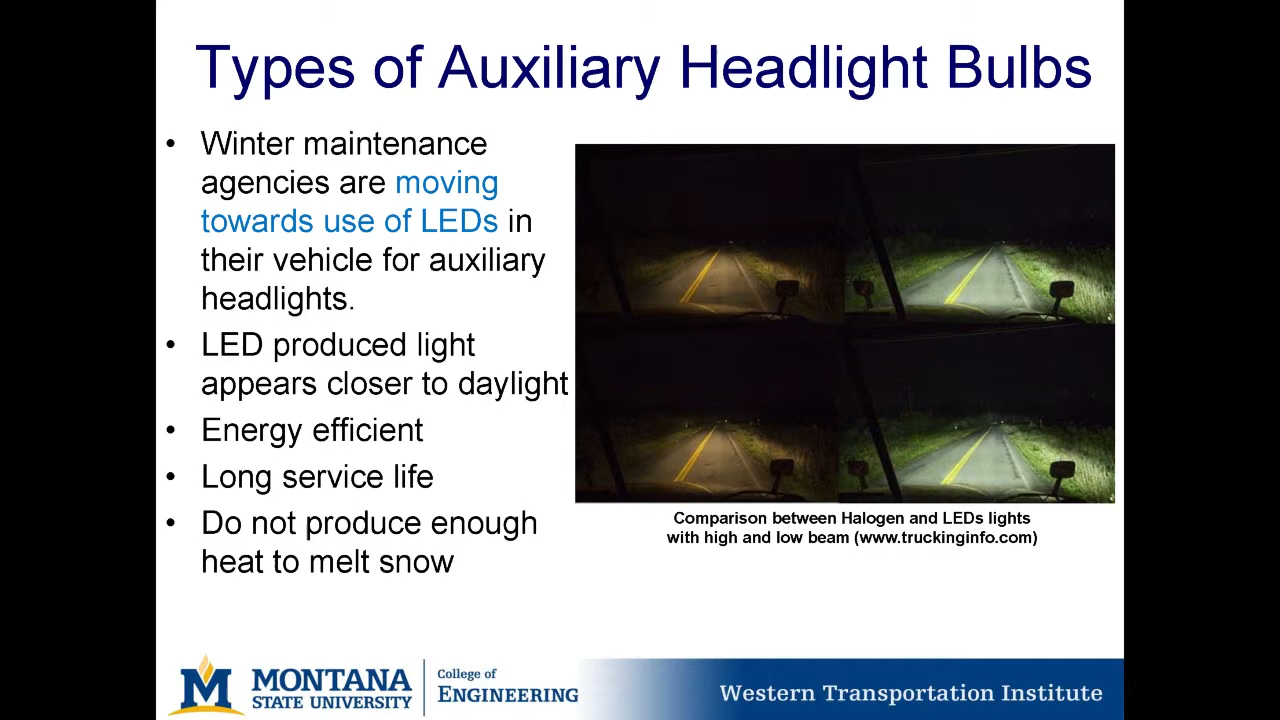 Types of Auxiliary Headlight Bulbs
• Winter maintenance
agencies are moving
towards use of LEDs in
their vehicle for auxiliary
headlights.
• LED produced light
appears closer to daylight
• Energy efficient
• Long service life
• Do not produce enough
heat to melt snow
Comparison between Halogen and LEDs lights
with high and low beam (www.truckinginfo.com)
M MONTANA
STATE UNIVERSITY
College of
ENGINEERING
Western Transportation Institute